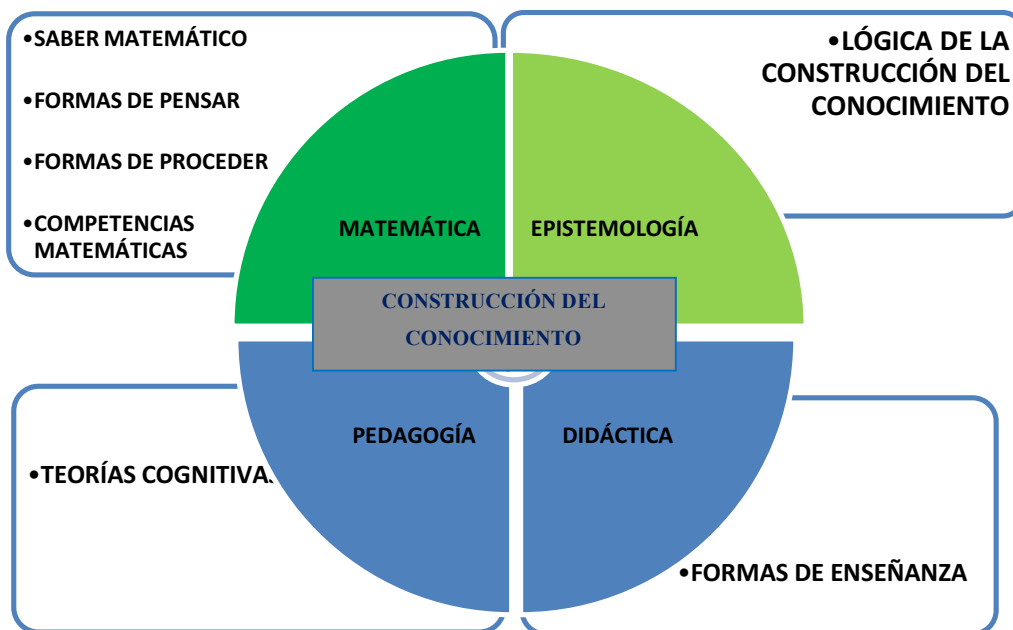 •SABER MATEMÁTICO
•FORMAS DE PENSAR
•FORMAS DE PROCEDER
•COMPETENCIAS
MATEMÁTICAS
•LÓGICA DE LA
CONSTRUCCIÓN DEL
CONOCIMIENTO
MATEMÁTICA
EPISTEMOLOGÍA
CONSTRUCCIÓN DEL
CONOCIMIENTO
PEDAGOGÍA
DIDÁCTICA
•TEORÍAS COGNITIVAS
•FORMAS DE ENSEÑANZA